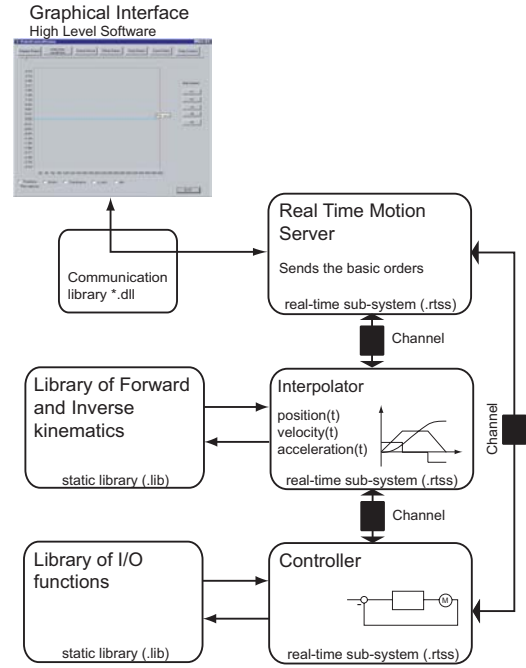 Graphical Interface
High Level Software
Real Time Motion
Server
Sends the basic orders
real-time sub-system (.rtss)
Communication
library *.dll
Channel
Library of Forward
and Inverse
kinematics
static library (.lib)
Interpolator
position(t)
velocity(t)
acceleration(t)
real-time sub-system (.rtss)
Channel
Channel
Library of I/O
functions
static library (.lib)
Controller
-
M
real-time sub-system (.rtss)